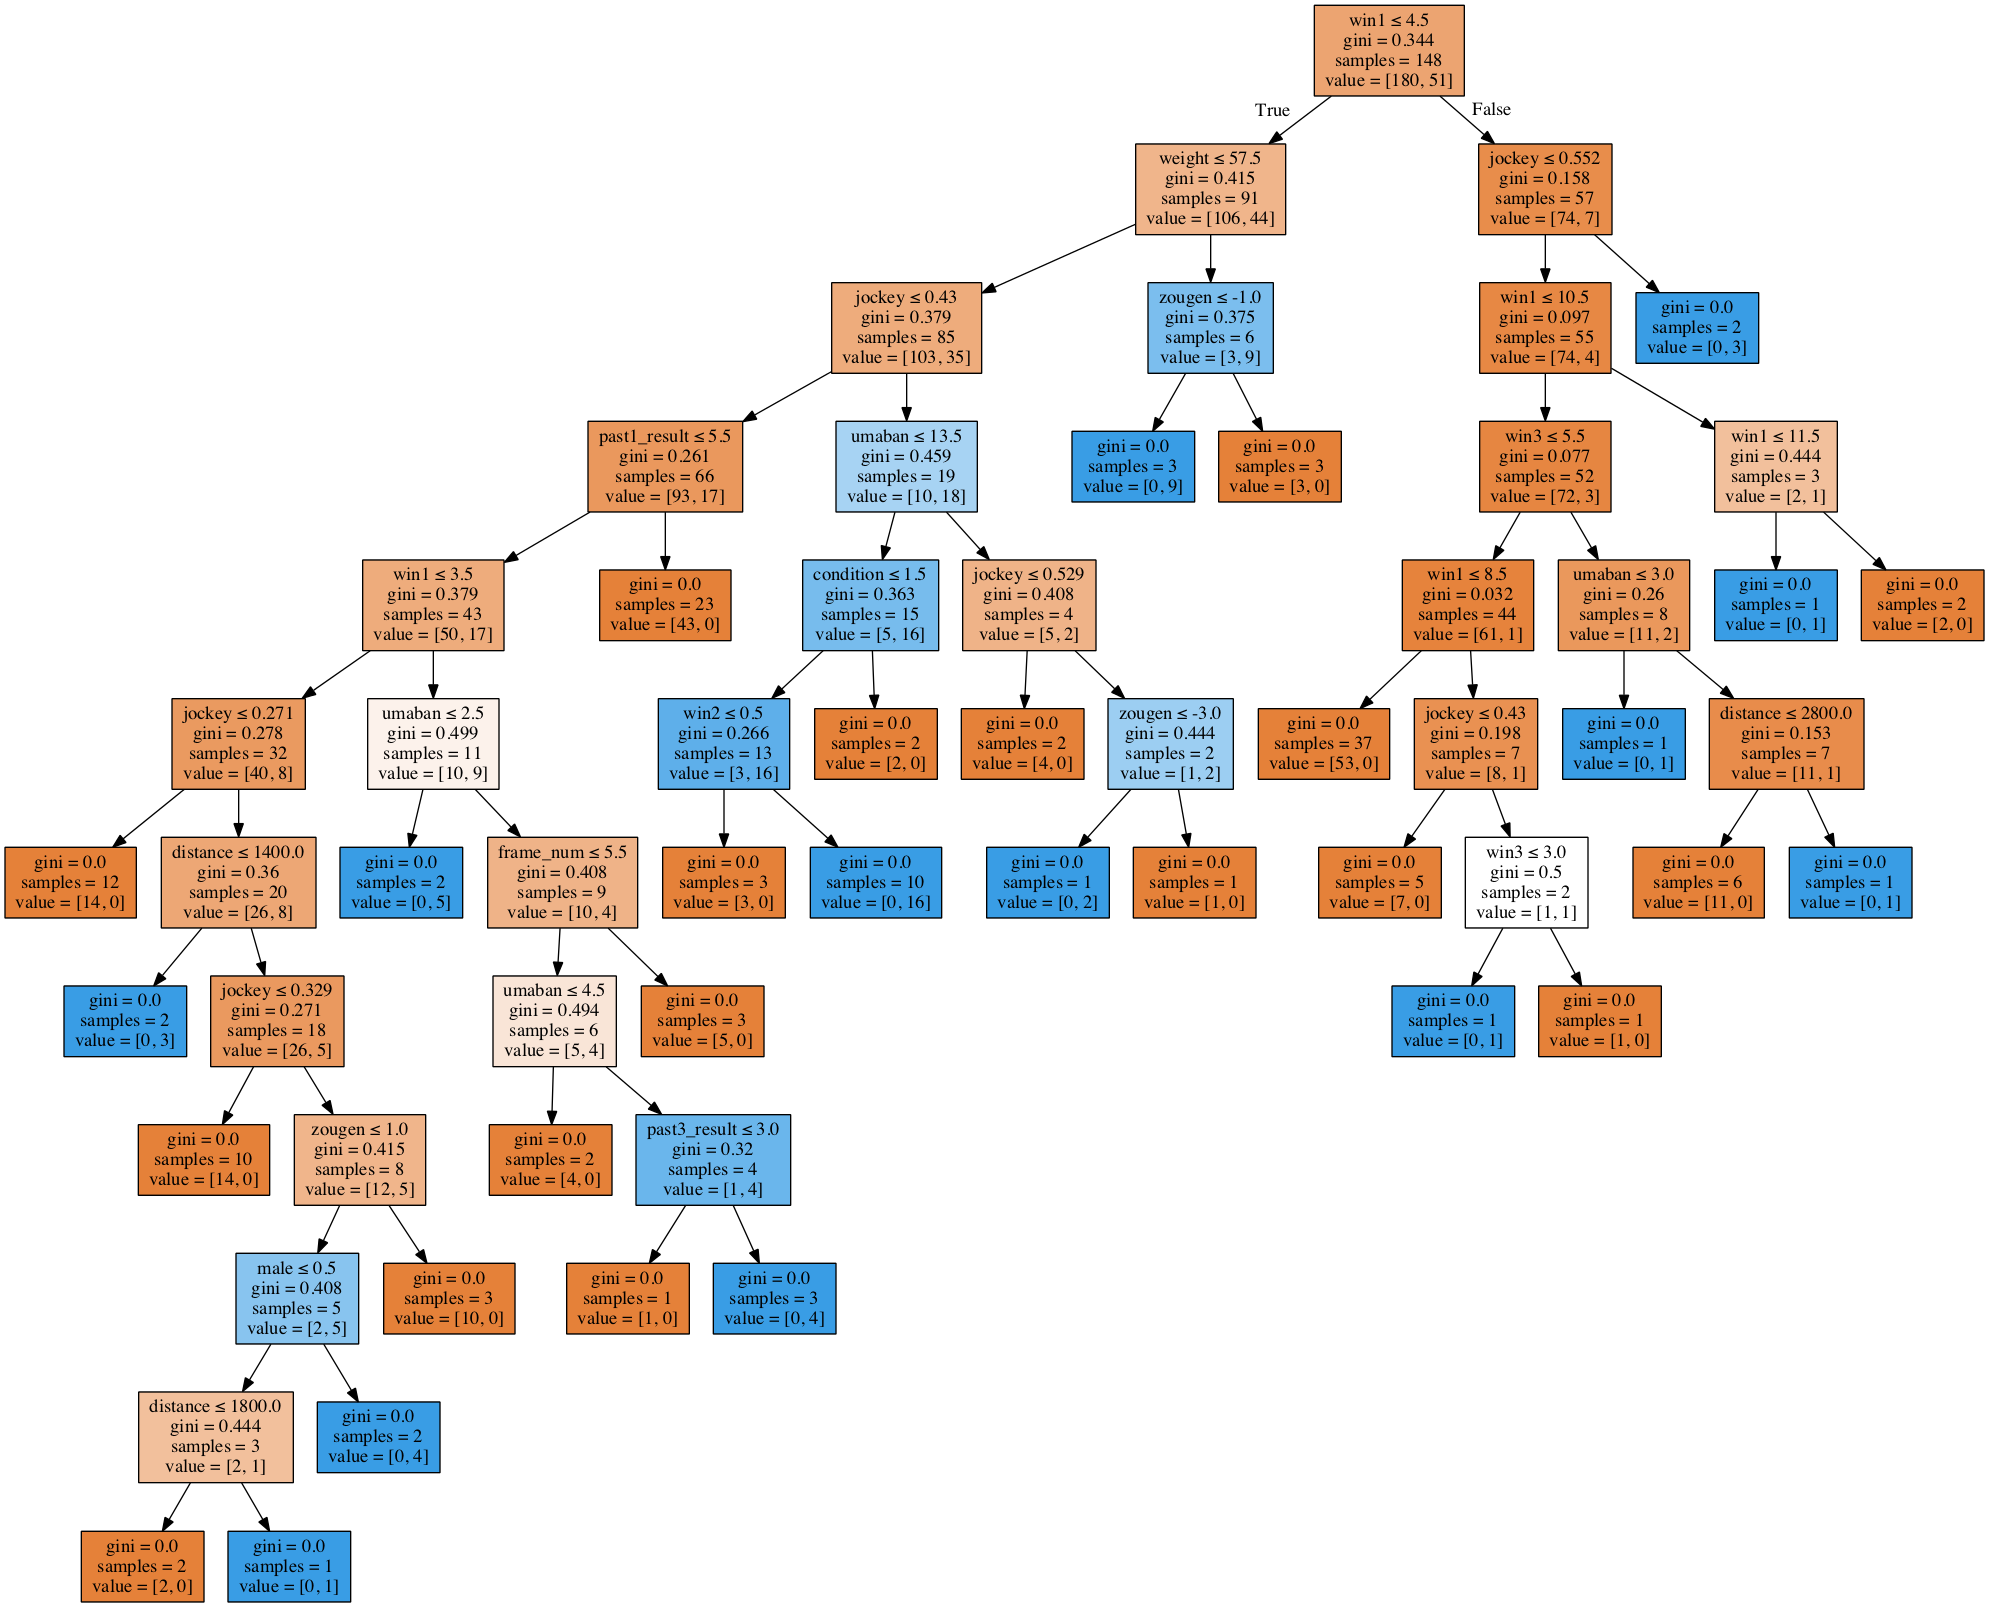 win1 ≤ 4.5
gini = 0.344
samples = 148
value = [180, 51]
True
False
weight ≤ 57.5
gini = 0.415
samples = 91
value = [106, 44]
jockey ≤ 0.552
gini = 0.158
samples = 57
value = [74, 7]
jockey ≤ 0.43
gini = 0.379
samples = 85
value = [103, 35]
zougen ≤ -1.0
gini = 0.375
samples = 6
value = [3, 9]
win1 ≤ 10.5
gini = 0.097
samples = 55
value = [74, 4]
gini = 0.0
samples = 2
value = [0, 3]
past1_result ≤ 5.5
gini = 0.261
samples = 66
value = [93, 17]
umaban ≤ 13.5
gini = 0.459
samples = 19
value = [10, 18]
gini = 0.0
samples = 3
value = [0, 9]
gini = 0.0
samples = 3
value = [3, 0]
win3 ≤ 5.5
gini = 0.077
samples = 52
value = [72, 3]
win1 ≤ 11.5
gini = 0.444
samples = 3
value = [2, 1]
win1 ≤ 3.5
gini = 0.379
samples = 43
value = [50, 17]
gini = 0.0
samples = 23
value = [43, 0]
condition ≤ 1.5
gini = 0.363
samples = 15
value = [5, 16]
jockey ≤ 0.529
gini = 0.408
samples = 4
value = [5, 2]
win1 ≤ 8.5
gini = 0.032
samples = 44
value = [61, 1]
umaban ≤ 3.0
gini = 0.26
samples = 8
value = [11, 2]
gini = 0.0
samples = 1
value = [0, 1]
gini = 0.0
samples = 2
value = [2, 0]
jockey ≤ 0.271
gini = 0.278
samples = 32
value = [40, 8]
umaban ≤ 2.5
gini = 0.499
samples = 11
value = [10, 9]
win2 ≤ 0.5
gini = 0.266
samples = 13
value = [3, 16]
gini = 0.0
samples = 2
value = [2, 0]
gini = 0.0
samples = 2
value = [4, 0]
zougen ≤ -3.0
gini = 0.444
samples = 2
value = [1, 2]
gini = 0.0
samples = 37
value = [53, 0]
jockey ≤ 0.43
gini = 0.198
samples = 7
value = [8, 1]
gini = 0.0
samples = 1
value = [0, 1]
distance ≤ 2800.0
gini = 0.153
samples = 7
value = [11, 1]
gini = 0.0
samples = 12
value = [14, 0]
distance ≤ 1400.0
gini = 0.36
samples = 20
value = [26, 8]
gini = 0.0
samples = 2
value = [0, 5]
frame_num ≤ 5.5
gini = 0.408
samples = 9
value = [10, 4]
gini = 0.0
samples = 3
value = [3, 0]
gini = 0.0
samples = 10
value = [0, 16]
gini = 0.0
samples = 1
value = [0, 2]
gini = 0.0
samples = 1
value = [1, 0]
gini = 0.0
samples = 5
value = [7, 0]
win3 ≤ 3.0
gini = 0.5
samples = 2
value = [1, 1]
gini = 0.0
samples = 6
value = [11, 0]
gini = 0.0
samples = 1
value = [0, 1]
gini = 0.0
samples = 2
value = [0, 3]
jockey ≤ 0.329
gini = 0.271
samples = 18
value = [26, 5]
umaban ≤ 4.5
gini = 0.494
samples = 6
value = [5, 4]
gini = 0.0
samples = 3
value = [5, 0]
gini = 0.0
samples = 1
value = [0, 1]
gini = 0.0
samples = 1
value = [1, 0]
gini = 0.0
samples = 10
value = [14, 0]
zougen ≤ 1.0
gini = 0.415
samples = 8
value = [12, 5]
gini = 0.0
samples = 2
value = [4, 0]
past3_result ≤ 3.0
gini = 0.32
samples = 4
value = [1, 4]
male ≤ 0.5
gini = 0.408
samples = 5
value = [2, 5]
gini = 0.0
samples = 3
value = [10, 0]
gini = 0.0
samples = 1
value = [1, 0]
gini = 0.0
samples = 3
value = [0, 4]
distance ≤ 1800.0
gini = 0.444
samples = 3
value = [2, 1]
gini = 0.0
samples = 2
value = [0, 4]
gini = 0.0
samples = 2
value = [2, 0]
gini = 0.0
samples = 1
value = [0, 1]